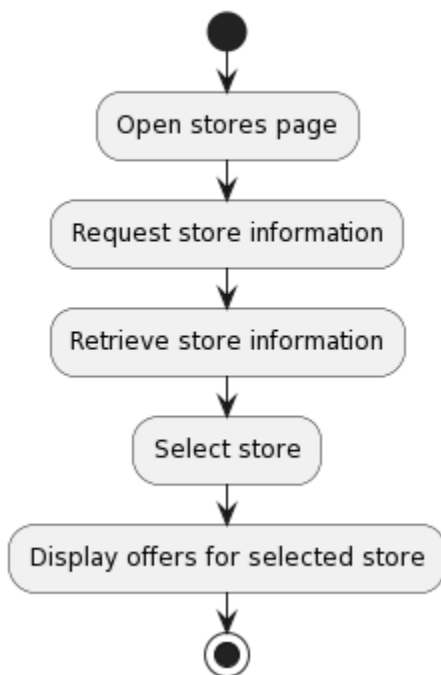 Open stores page
Request store information
Retrieve store information
Select store
Display offers for selected store